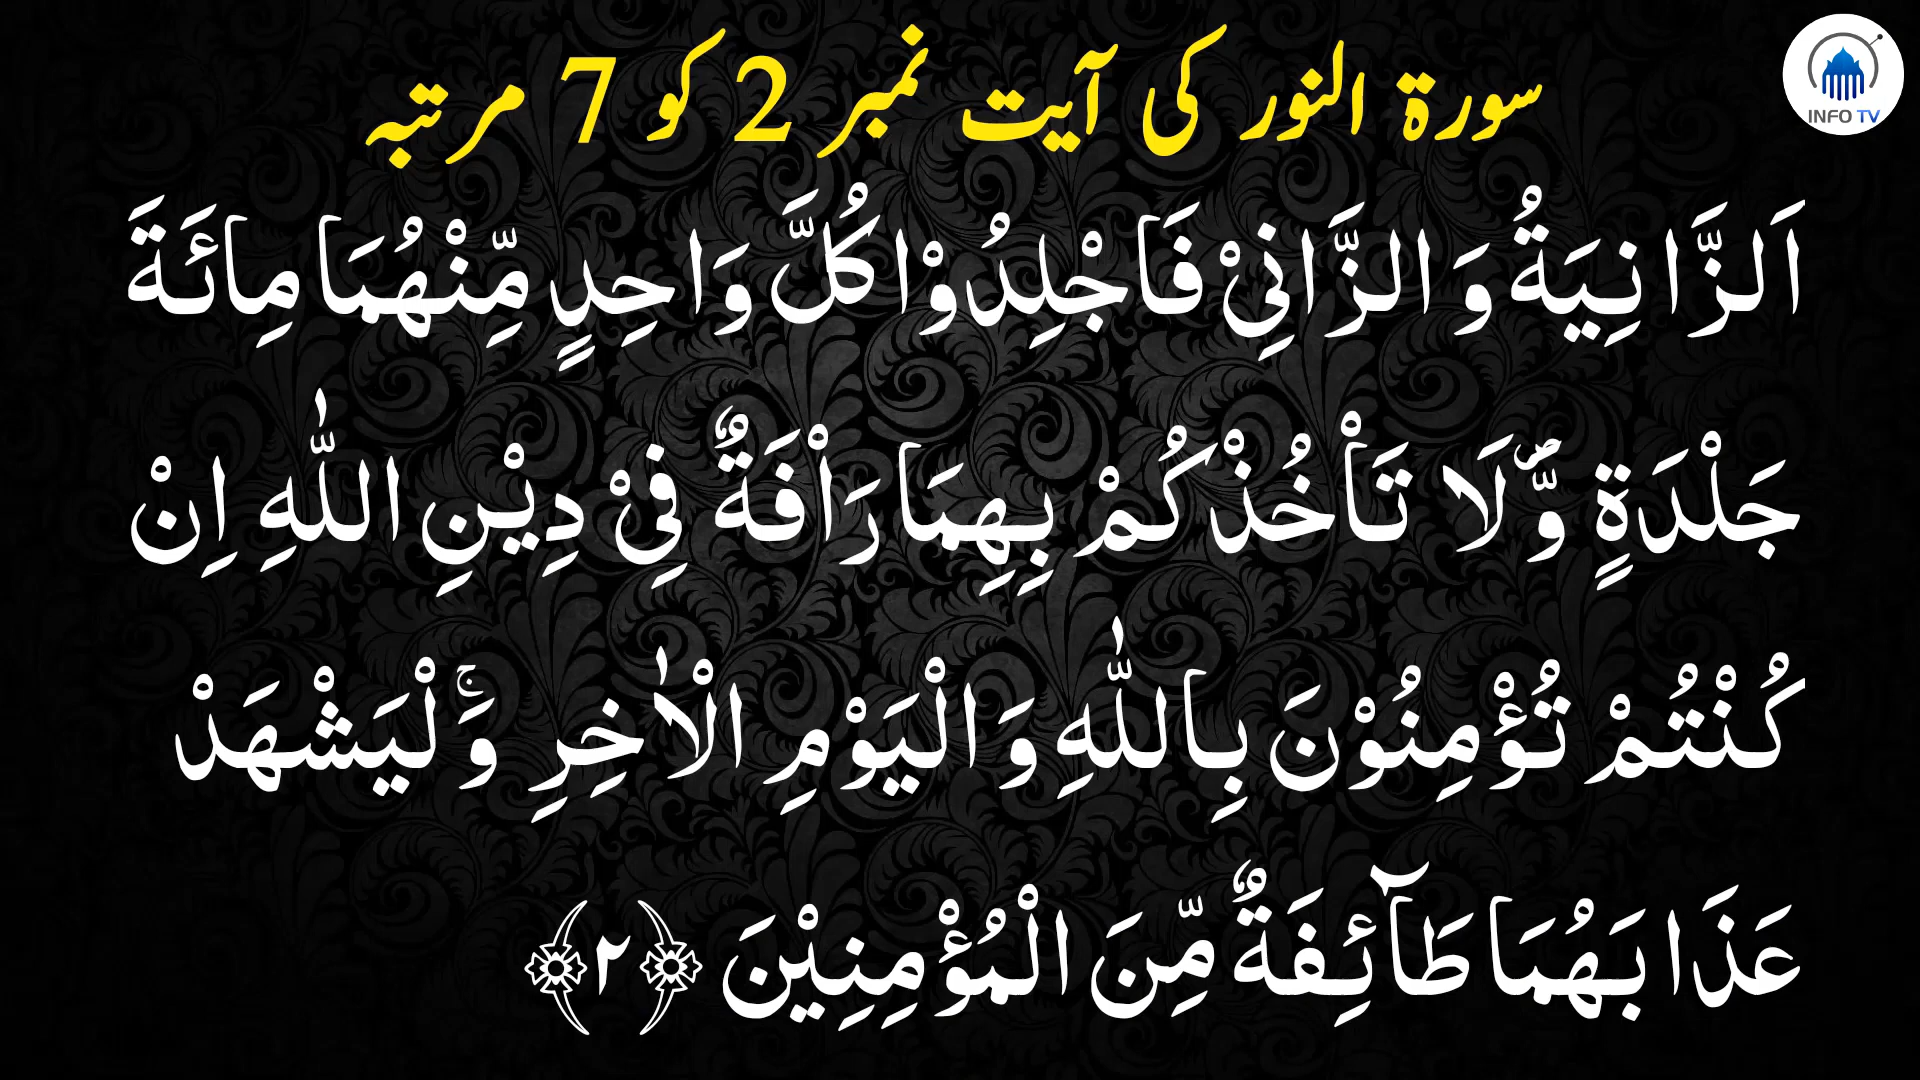 سورۃ النور کی آیت نمبر 2 کو 7 مرتبہ
INFO TV
اَلزَّانِيَةُ وَالزَّانِيْ فَاجْلِدُوْا كُلَّ وَاحِدٍ مِّنْهُمَا مِائَةَ
جَلْدَةٍ ۪ وَّلَا تَاْخُذْكُمْ بِهِمَا رَاْفَةٌ فِيْ دِيْنِ اللّٰهِ اِنْ
كُنْتُمْ تُؤْمِنُوْنَ بِاللّٰهِ وَالْيَوْمِ الْاٰخِرِ ۚ وَلْيَشْهَدْ
عَذَابَهُمَا طَآئِفَةٌ مِّنَ الْمُؤْمِنِيْنَ ﴿٢﴾